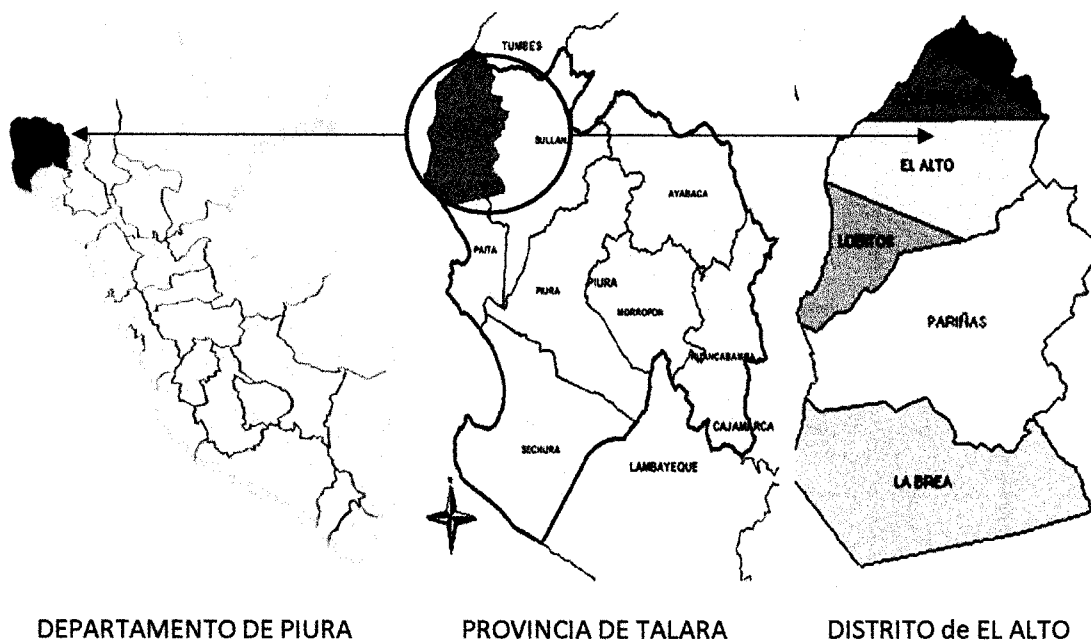 TUMBES
SULLAN
AYABACA
PAITA
PIURA
PIURA
MORROPON
HUANCABAMBA
CAJAMARCA
SECHURA
LAMBAYEQUE
EL ALTO
LOBITOS
PARIÑAS
LA BREA
DEPARTAMENTO DE PIURA
PROVINCIA DE TALARA
DISTRITO de EL ALTO